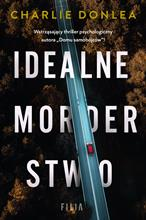 CHARLIE DONLEA
Wstrząsający thriller psychologiczny
autora „Domu samobójców”!
IDEALNE
MORDER
STWO
FILIA